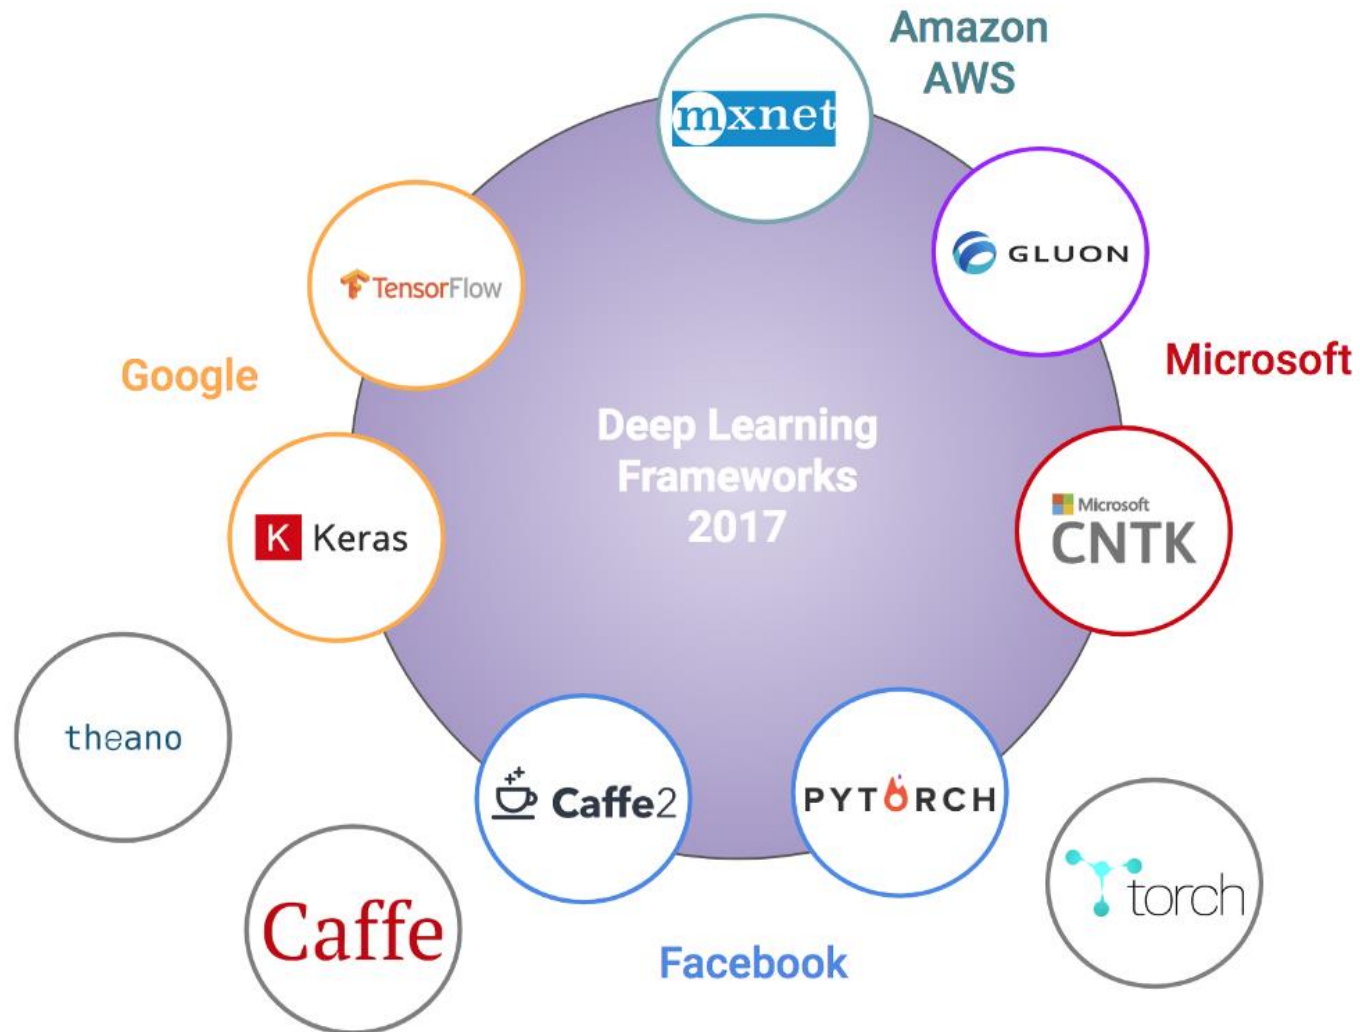 Amazon
AWS
mxnet
GLUON
TensorFlow
Google
Microsoft
Deep Learning
Frameworks
2017
K Keras
Microsoft
CNTK
theano
Caffe2
PYTORCH
torch
Caffe
Facebook